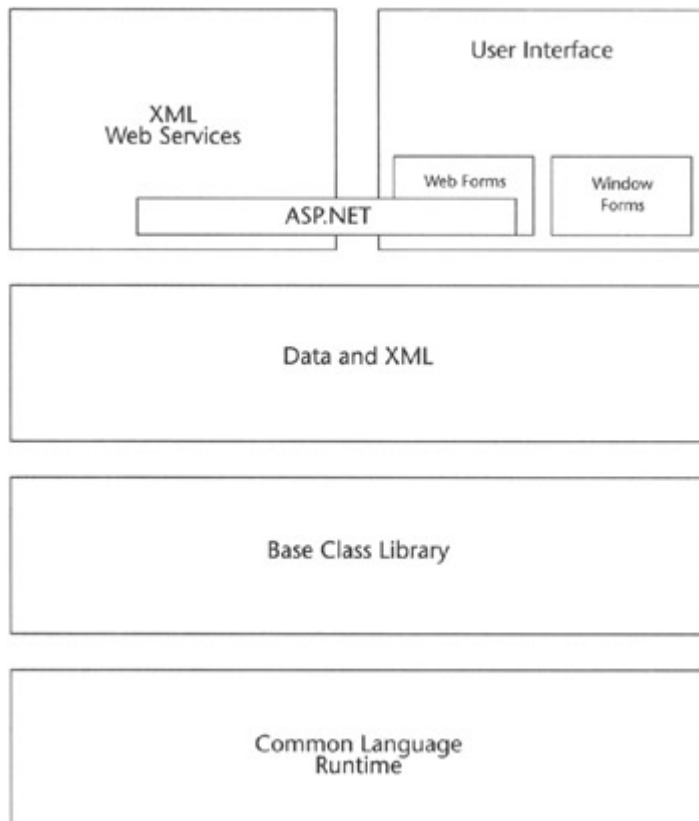 XML
Web Services
User Interface
Web Forms
Window
Forms
ASP.NET
Data and XML
Base Class Library
Common Language
Runtime